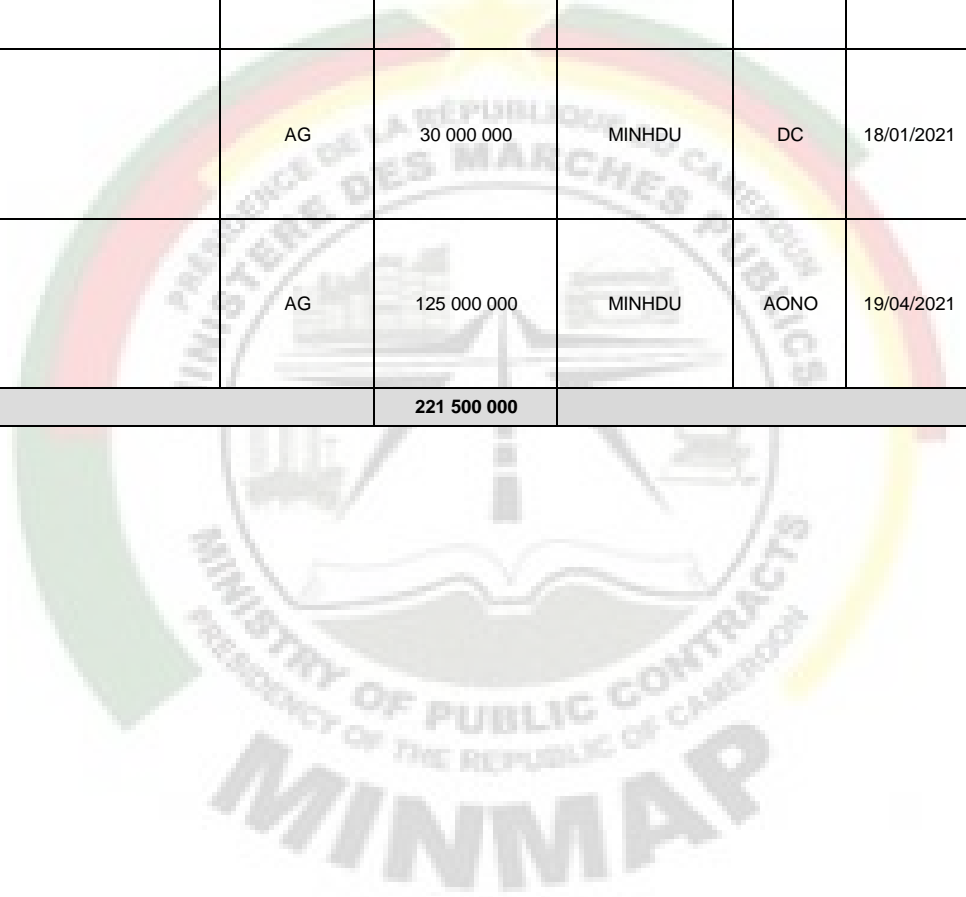 AG 30 000 000 MINHDU DC 18/01/2021
AG 125 000 000 MINHDU AONO 19/04/2021
221 500 000
PRESIDENCE DE LA REPUBLIQUE DU CAMEROUN
MINISTERE DES MARCHES PUBLICS
MINISTRY OF PUBLIC CONTRACTS
PRESIDENCY OF THE REPUBLIC OF CAMEROON
MINMAP